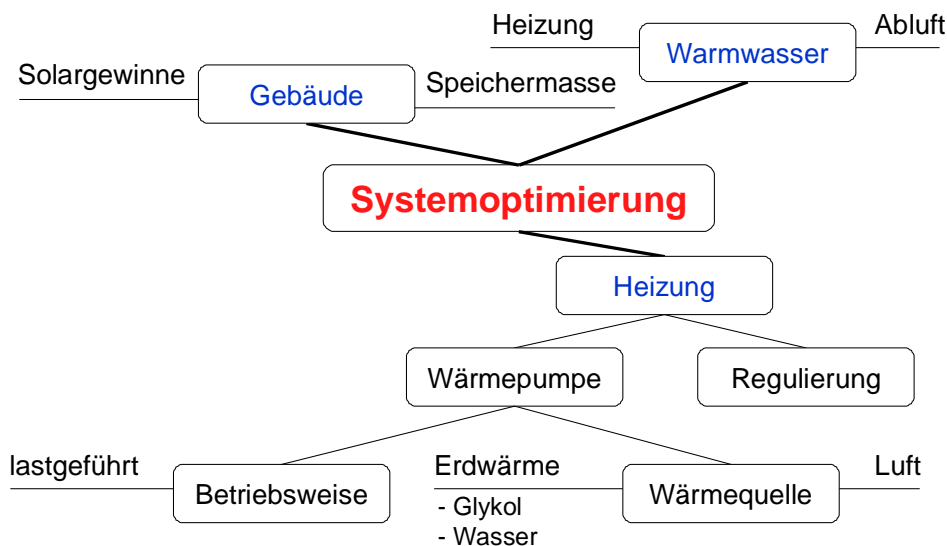 Heizung
Warmwasser
Abluft
Solargewinne
Gebäude
Speichermasse
Systemoptimierung
Heizung
Wärmepumpe
Regulierung
lastgeführt
Betriebsweise
Erdwärme
- Glykol
- Wasser
Wärmequelle
Luft